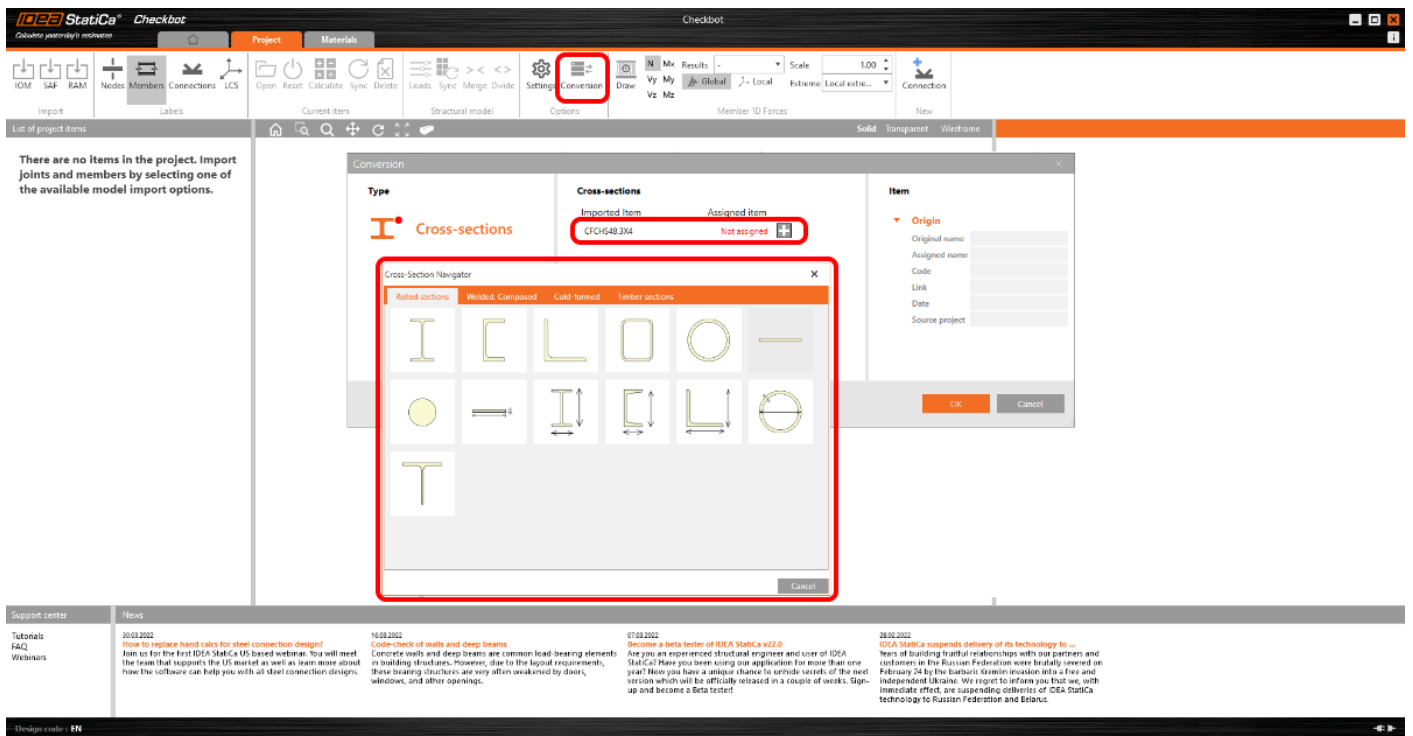 IDEA StatiCa® Checkbot
Calculate yesterday's estimates
Checkbot
Project Materials
IOM SAF RAM
Import
Nodes Members Connections LCS
Labels
Open Reset Calculate Sync Delete
Current item
Loads Sync Merge Divide
Structural model
Settings Conversion
Options
Draw
N Mx Results - Scale 1.00
Vy My Global Local Extreme Local extre...
Vz Mz
Member 1D Forces
Connection
New
List of project items
Solid Transparent Wireframe
There are no items in the project. Import
joints and members by selecting one of
the available model import options.
Conversion
Type
Cross-sections
Cross-sections
Imported Item Assigned item
CFCHS48.3X4 Not assigned
Item
Origin
Original name
Assigned name
Code
Link
Date
Source project
OK Cancel
Cross-Section Navigator
Rolled sections Welded, Composed Cold-formed Timber sections
Cancel
Support center
Tutorials
FAQ
Webinars
News
30.03.2022
How to replace hand calcs for steel connection design?
Join us for the first IDEA StatiCa US based webinar. You will meet
the team that supports the US market as well as learn more about
how the software can help you with all steel connection designs.
16.03.2022
Code-check of walls and deep beams
Concrete walls and deep beams are common load-bearing elements
in building structures. However, due to the layout requirements,
these bearing structures are very often weakened by doors,
windows, and other openings.
07.03.2022
Become a beta tester of IDEA StatiCa v22.0
Are you an experienced structural engineer and user of IDEA
StatiCa? Have you been using our application for more than one
year? Now you have a unique chance to unhide secrets of the next
version which will be officially released in a couple of weeks. Sign-
up and become a Beta tester!
28.02.2022
IDEA StatiCa suspends delivery of its technology to ...
Years of building fruitful relationships with our partners and
customers in the Russian Federation were brutally severed on
February 24 by the barbaric Kremlin invasion into a free and
independent Ukraine. We regret to inform you that we, with
immediate effect, are suspending deliveries of IDEA StatiCa
technology to Russian Federation and Belarus.
Design code : EN